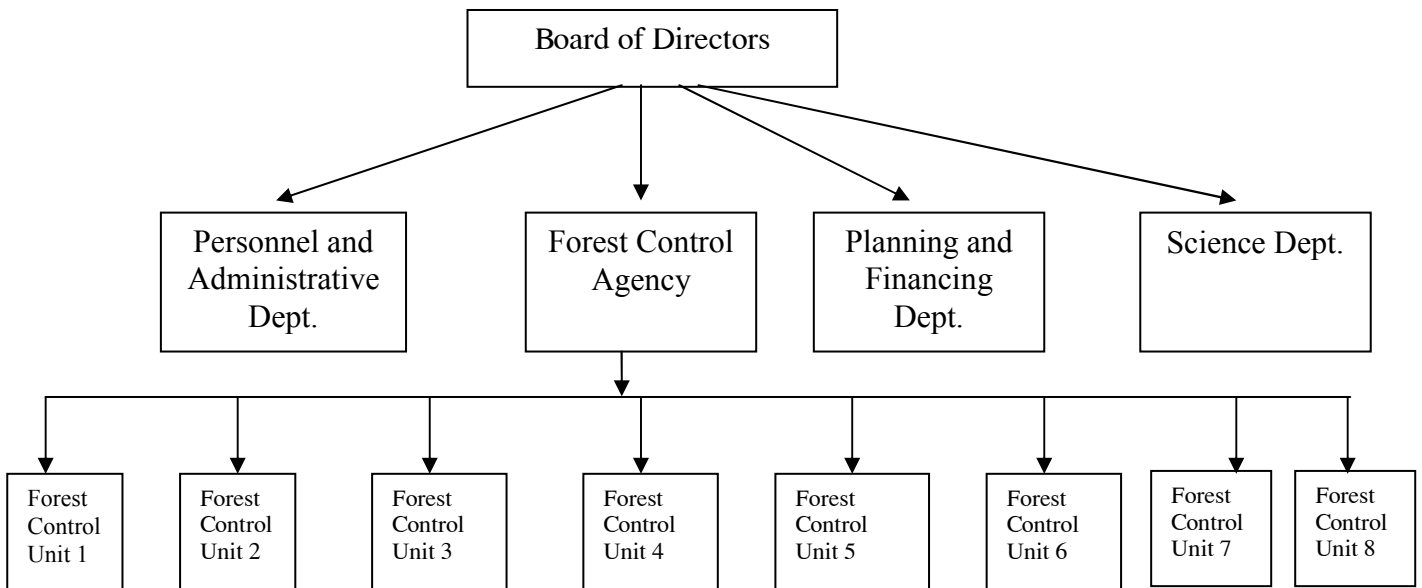 Board of Directors
Personnel and
Administrative
Dept.
Forest Control
Agency
Planning and
Financing
Dept.
Science Dept.
Forest
Control
Unit 1
Forest
Control
Unit 2
Forest
Control
Unit 3
Forest
Control
Unit 4
Forest
Control
Unit 5
Forest
Control
Unit 6
Forest
Control
Unit 7
Forest
Control
Unit 8